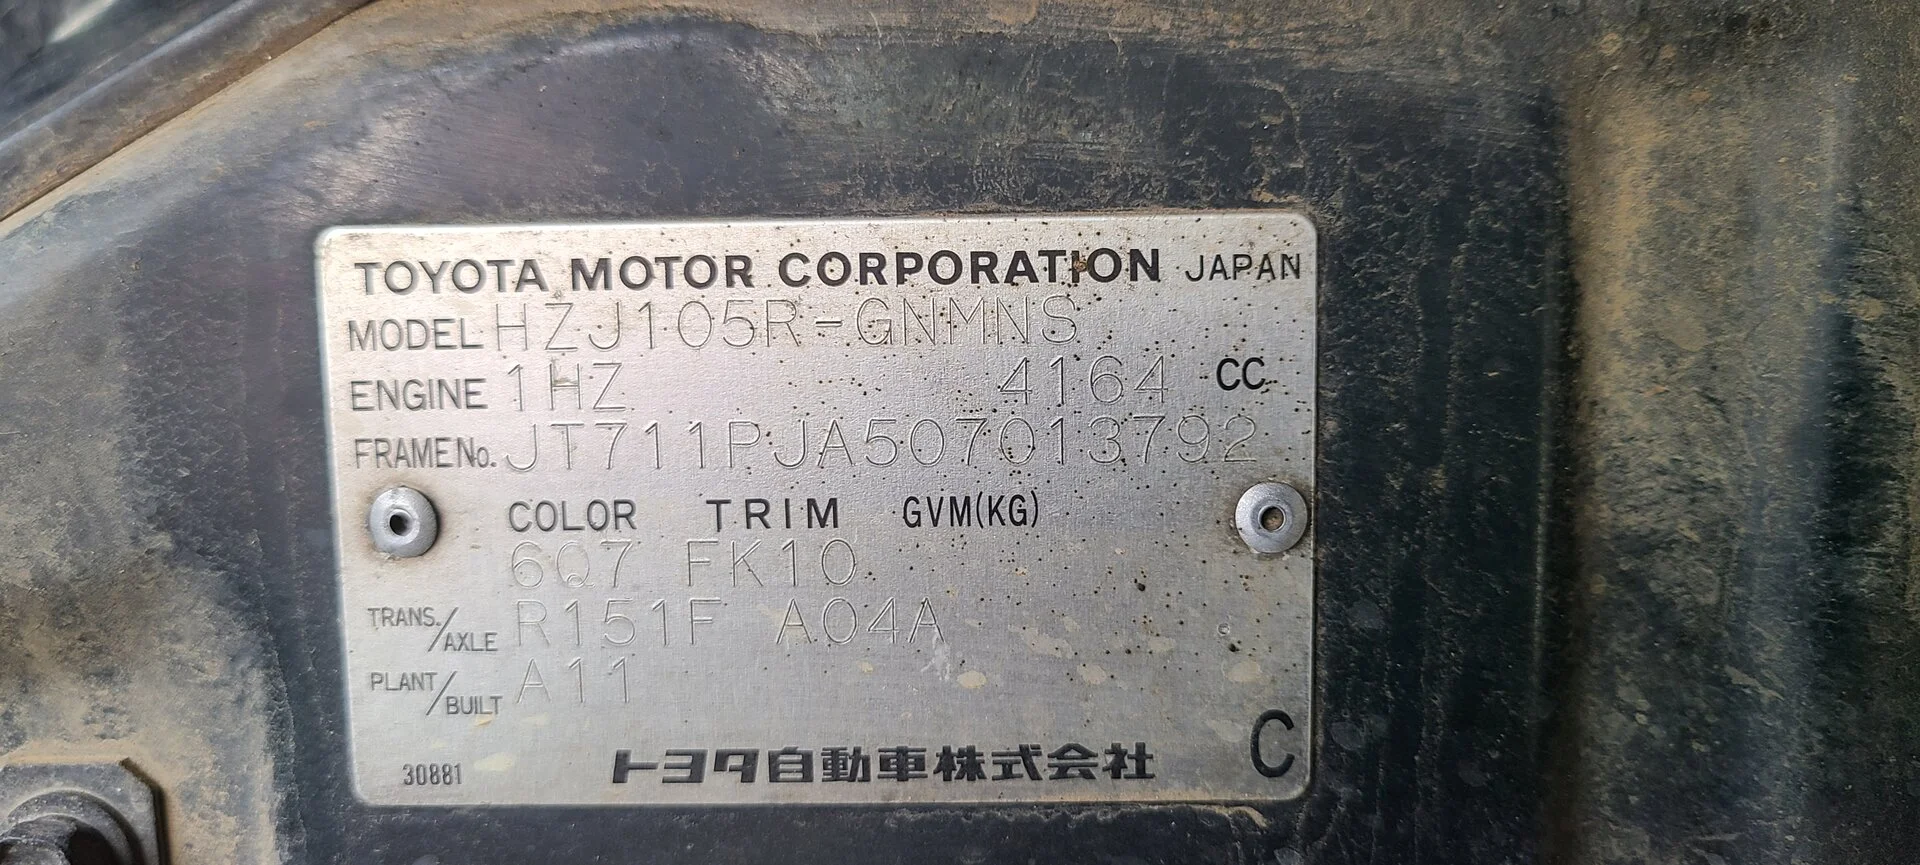 TOYOTA MOTOR CORPORATION JAPAN
MODEL HZJ105R-GNMNS
ENGINE 1HZ 4164 CC
FRAME No. JT711PJA507013792
COLOR TRIM GVM(KG)
6Q7 FK10
TRANS./AXLE R151F A04A
PLANT/BUILT A11
30881 トヨタ自動車株式会社 C